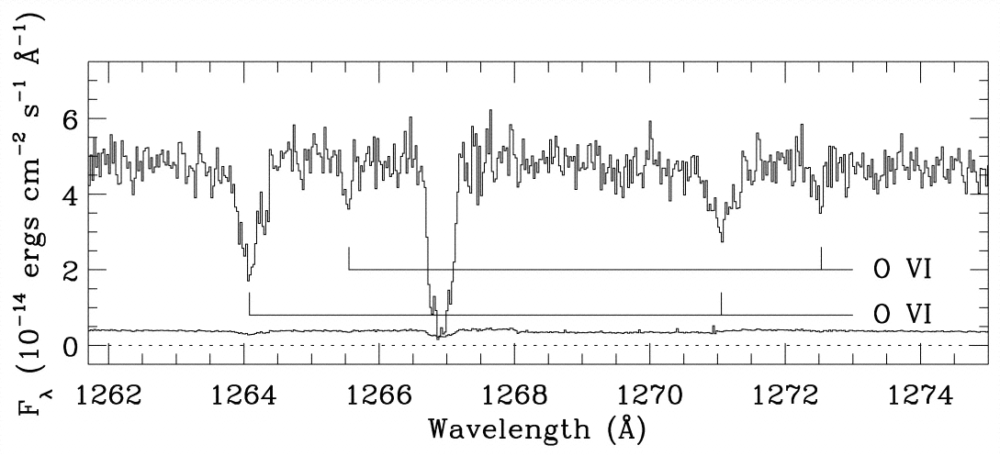 F_λ (10^−14 ergs cm^−2 s^−1 Å^−1)
6
4
2
0
O VI
O VI
1262 1264 1266 1268 1270 1272 1274
Wavelength (Å)